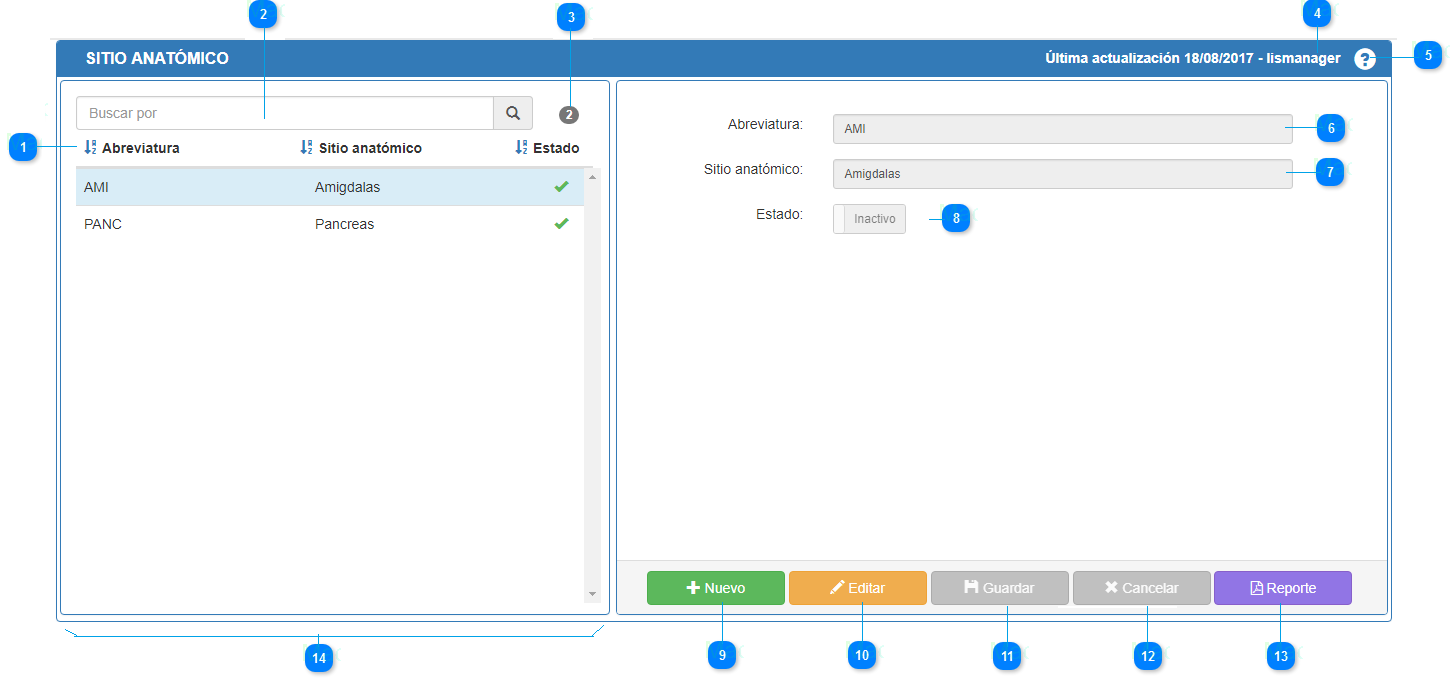 2
3
4
SITIO ANATÓMICO
Última actualización 18/08/2017 - lismanager
?
5
Buscar por
2
1
Abreviatura
Sitio anatómico
Estado
AMI
Amigdalas
PANC
Pancreas
Abreviatura:
AMI
6
Sitio anatómico:
Amigdalas
7
Estado:
Inactivo
8
Nuevo
Editar
Guardar
Cancelar
Reporte
14
9
10
11
12
13